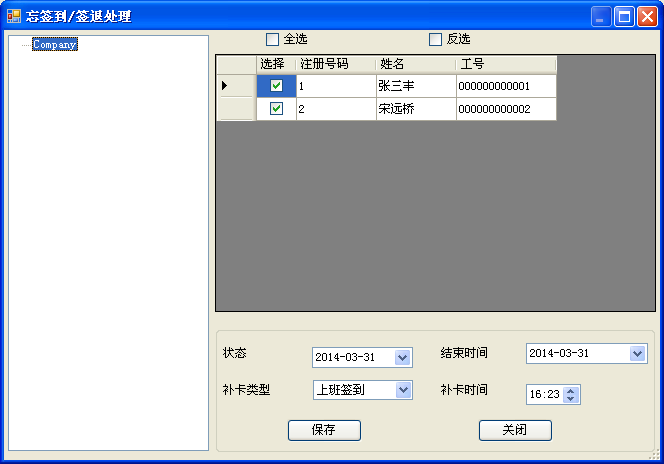 忘签到/签退处理
Company
全选 反选
选择 注册号码 姓名 工号
1 张三丰 000000000001
2 宋远桥 000000000002
状态 2014-03-31 结束时间 2014-03-31
补卡类型 上班签到 补卡时间 16:23
保存 关闭